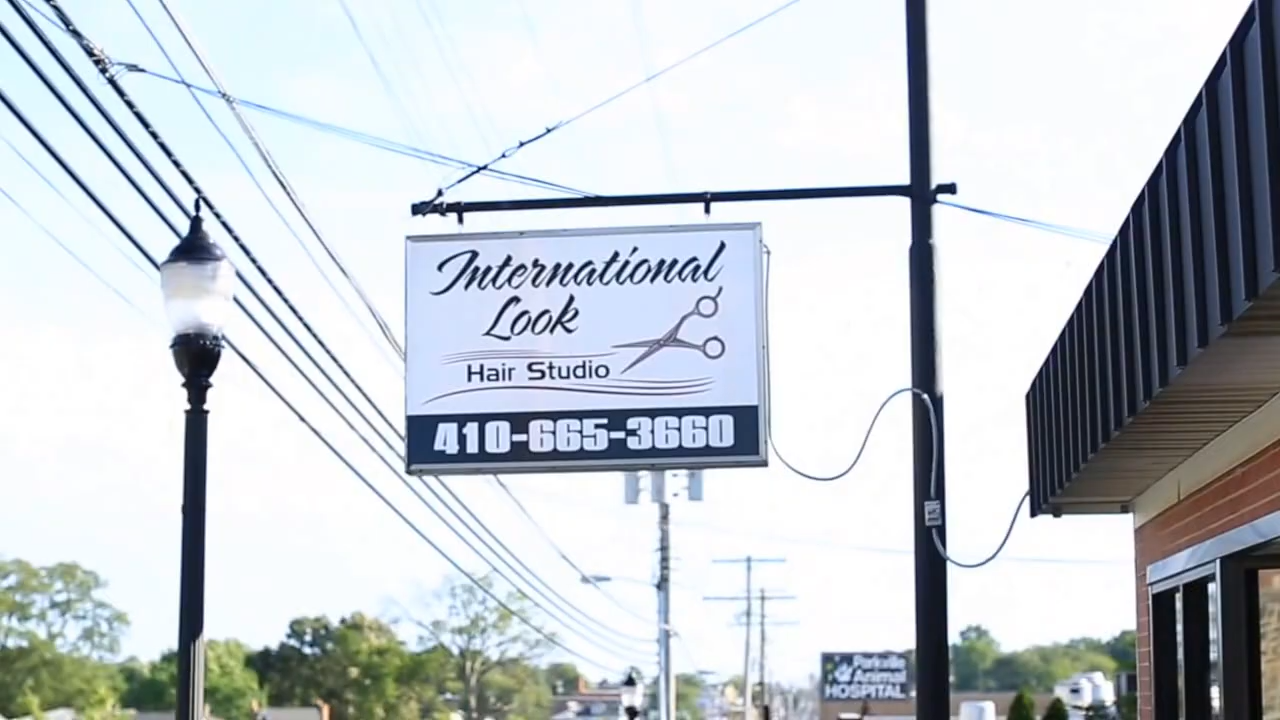 International
Look
Hair Studio
410-665-3660
Parkville
Animal
HOSPITAL